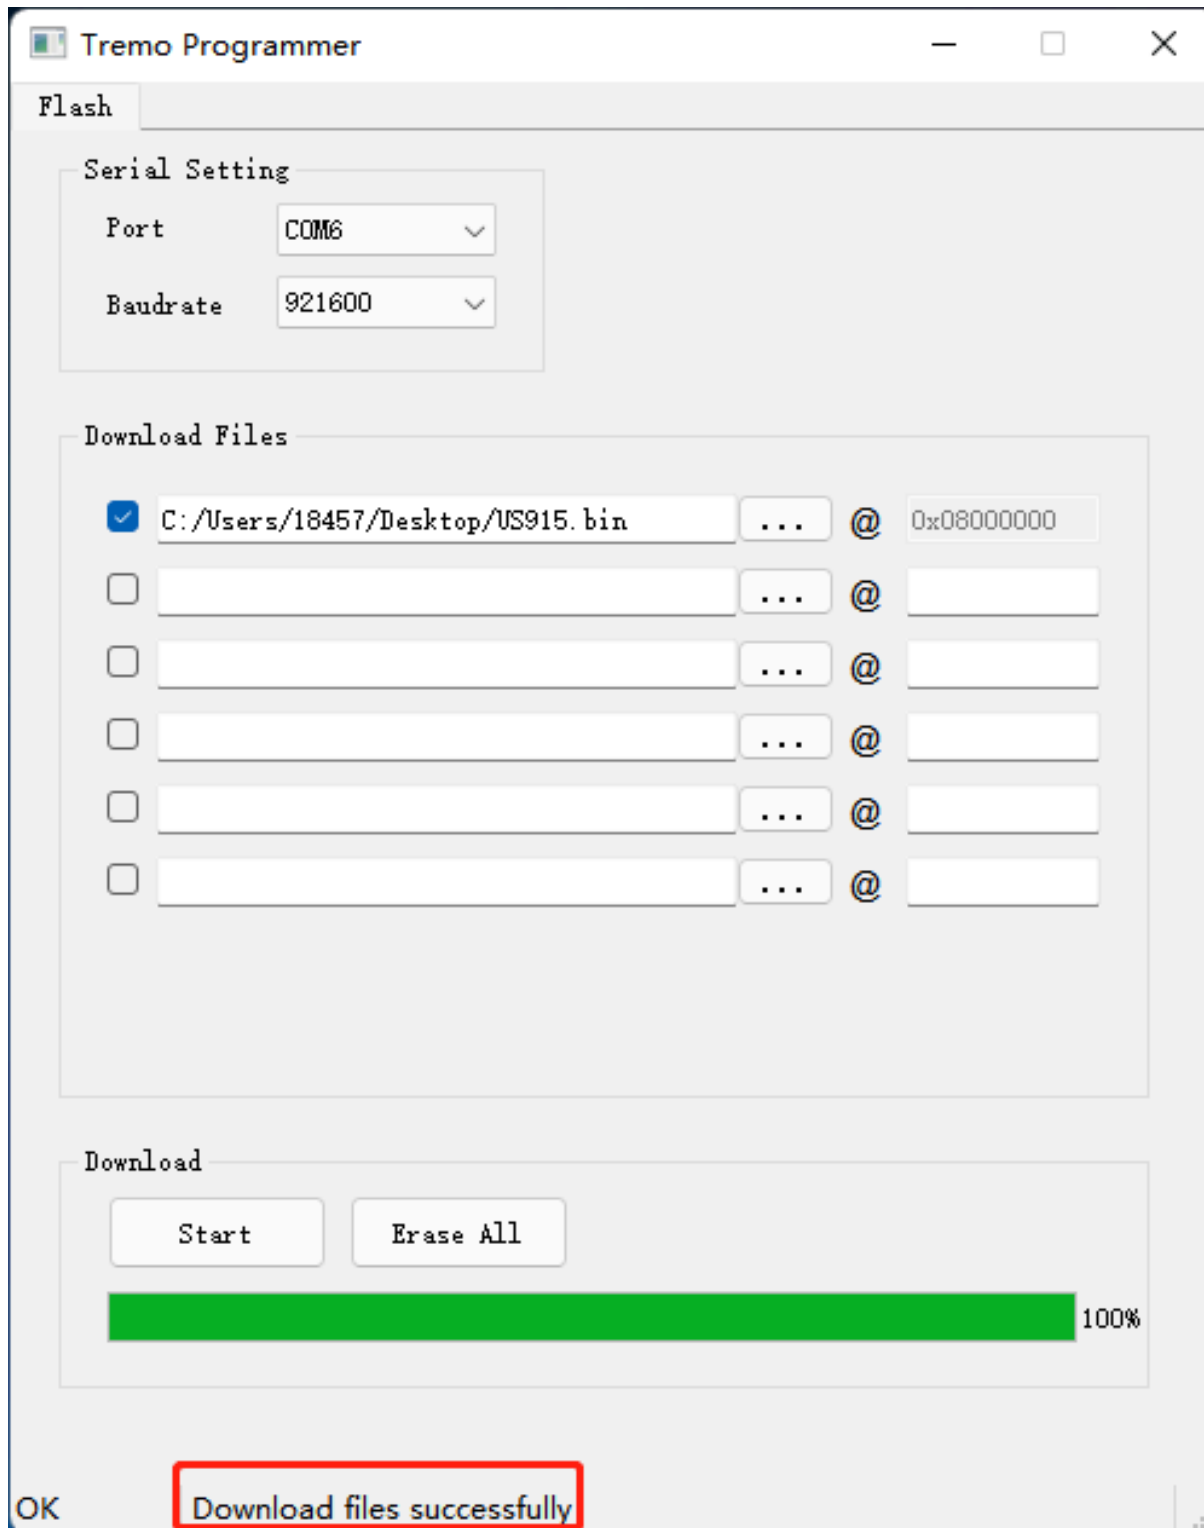 Tremo Programmer
Flash
Serial Setting
Port COM6
Baudrate 921600
Download Files
C:/Users/18457/Desktop/US915.bin ... @ 0x08000000
... @
... @
... @
... @
... @
Download
Start Erase All
100%
OK Download files successfully